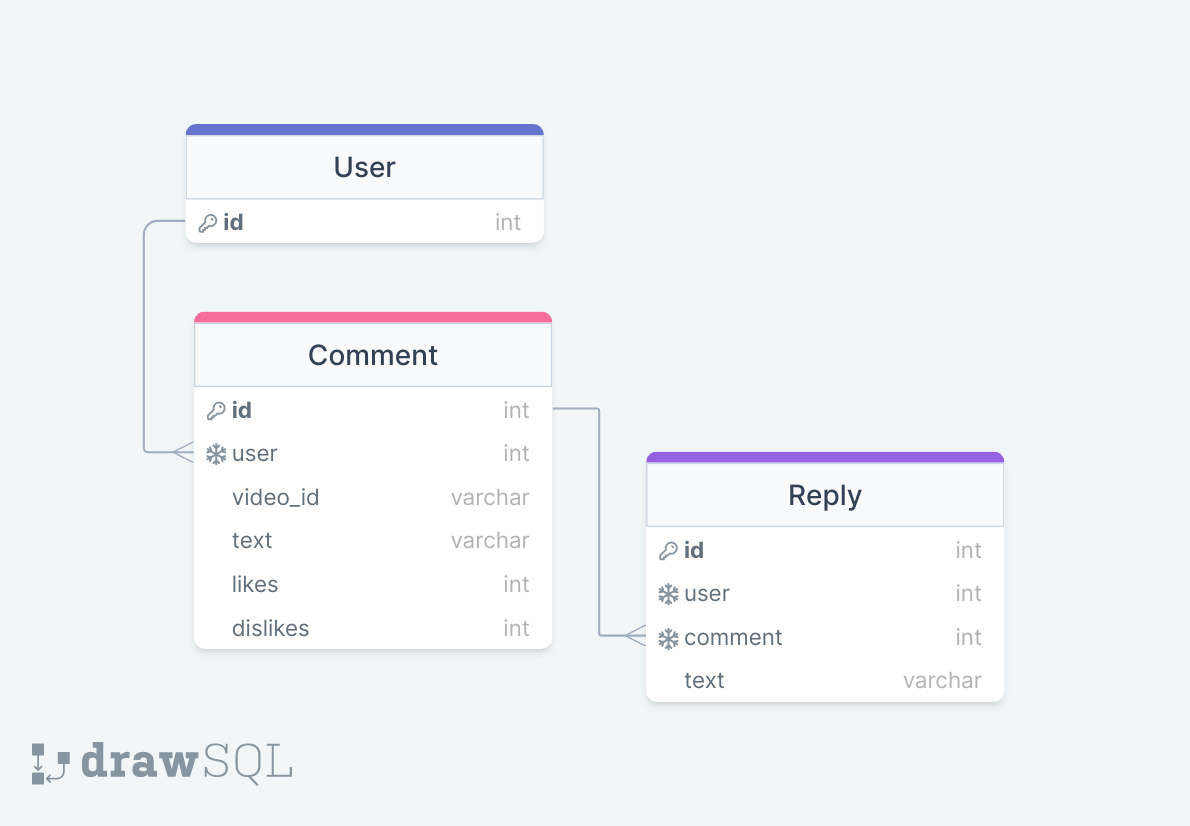 User
id int
Comment
id int
user int
video_id varchar
text varchar
likes int
dislikes int
Reply
id int
user int
comment int
text varchar
drawSQL